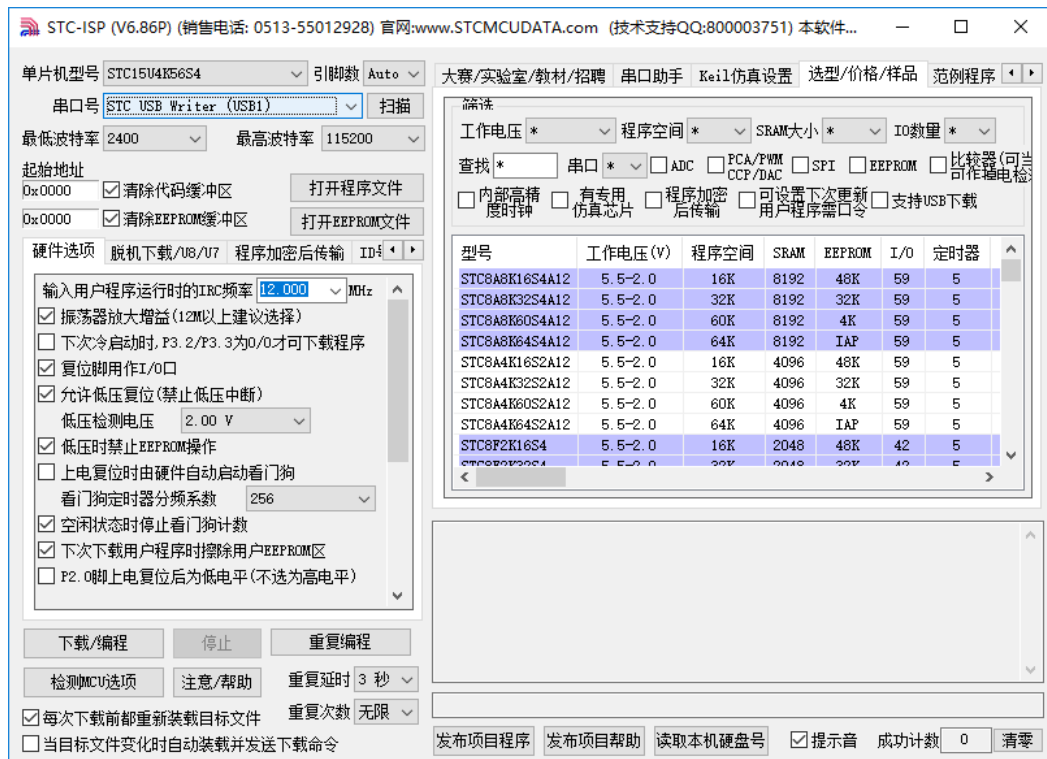 STC-ISP (V6.86P) (销售电话: 0513-55012928) 官网:www.STCMCUDATA.com (技术支持QQ:800003751) 本软件...
单片机型号 STC15U4K56S4 引脚数 Auto
串口号 STC USB Writer (USB1) 扫描
最低波特率 2400 最高波特率 115200
起始地址
0x0000 清除代码缓冲区 打开程序文件
0x0000 清除EEPROM缓冲区 打开EEPROM文件
硬件选项 脱机下载/U8/U7 程序加密后传输
输入用户程序运行时的IRC频率 12.000 MHz
振荡器放大增益(12M以上建议选择)
下次冷启动时,P3.2/P3.3为0/0才可下载程序
复位脚用作I/O口
允许低压复位(禁止低压中断)
低压检测电压 2.00 V
低压时禁止EEPROM操作
上电复位时由硬件自动启动看门狗
看门狗定时器分频系数 256
空闲状态时停止看门狗计数
下次下载用户程序时擦除用户EEPROM区
P2.0脚上电复位后为低电平(不选为高电平)
下载/编程 停止 重复编程
检测MCU选项 注意/帮助 重复延时 3 秒
每次下载前都重新装载目标文件 重复次数 无限
当目标文件变化时自动装载并发送下载命令
大赛/实验室/教材/招聘 串口助手 Keil仿真设置 选型/价格/样品 范例程序
筛选
工作电压 * 程序空间 * SRAM大小 * IO数量 *
查找 * 串口 * ADC PCA/PWM CCP/DAC SPI EEPROM 比较器(可当
可作掉电检
内部高精度时钟 有专用仿真芯片 程序加密后传输 可设置下次更新用户程序需口令 支持USB下载
型号 工作电压(V) 程序空间 SRAM EEPROM I/O 定时器
STC8A8K16S4A12 5.5-2.0 16K 8192 48K 59 5
STC8A8K32S4A12 5.5-2.0 32K 8192 32K 59 5
STC8A8K60S4A12 5.5-2.0 60K 8192 4K 59 5
STC8A8K64S4A12 5.5-2.0 64K 8192 IAP 59 5
STC8A4K16S2A12 5.5-2.0 16K 4096 48K 59 5
STC8A4K32S2A12 5.5-2.0 32K 4096 32K 59 5
STC8A4K60S2A12 5.5-2.0 60K 4096 4K 59 5
STC8A4K64S2A12 5.5-2.0 64K 4096 IAP 59 5
STC8F2K16S4 5.5-2.0 16K 2048 48K 42 5
STC8F2K32S4 5.5-2.0 32K 2048 32K 42 5
发布项目程序 发布项目帮助 读取本机硬盘号 提示音 成功计数 0 清零